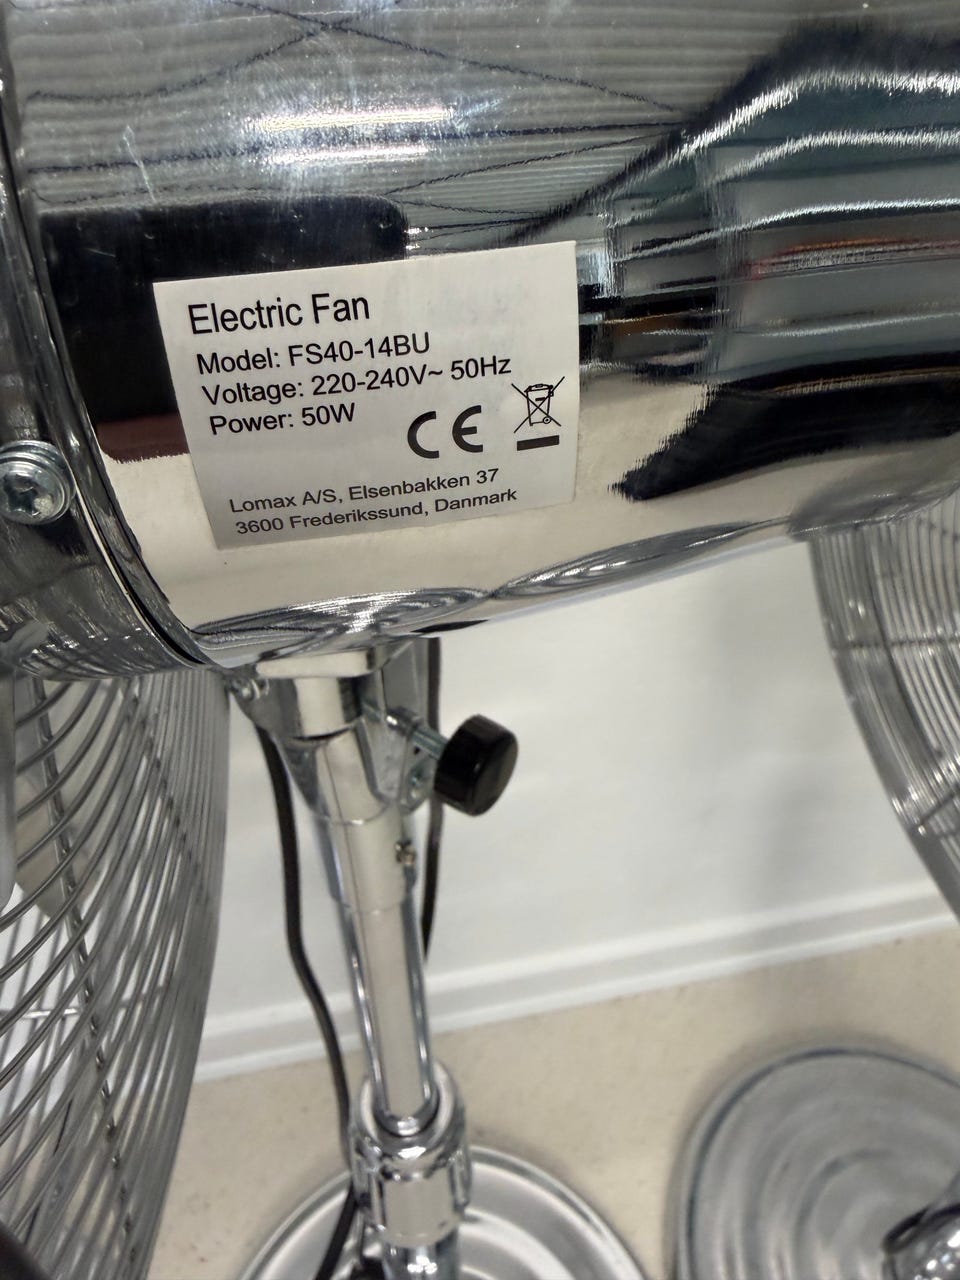 Electric Fan
Model: FS40-14BU
Voltage: 220-240V~ 50Hz
Power: 50W
CE
Lomax A/S, Elsenbakken 37
3600 Frederikssund, Danmark